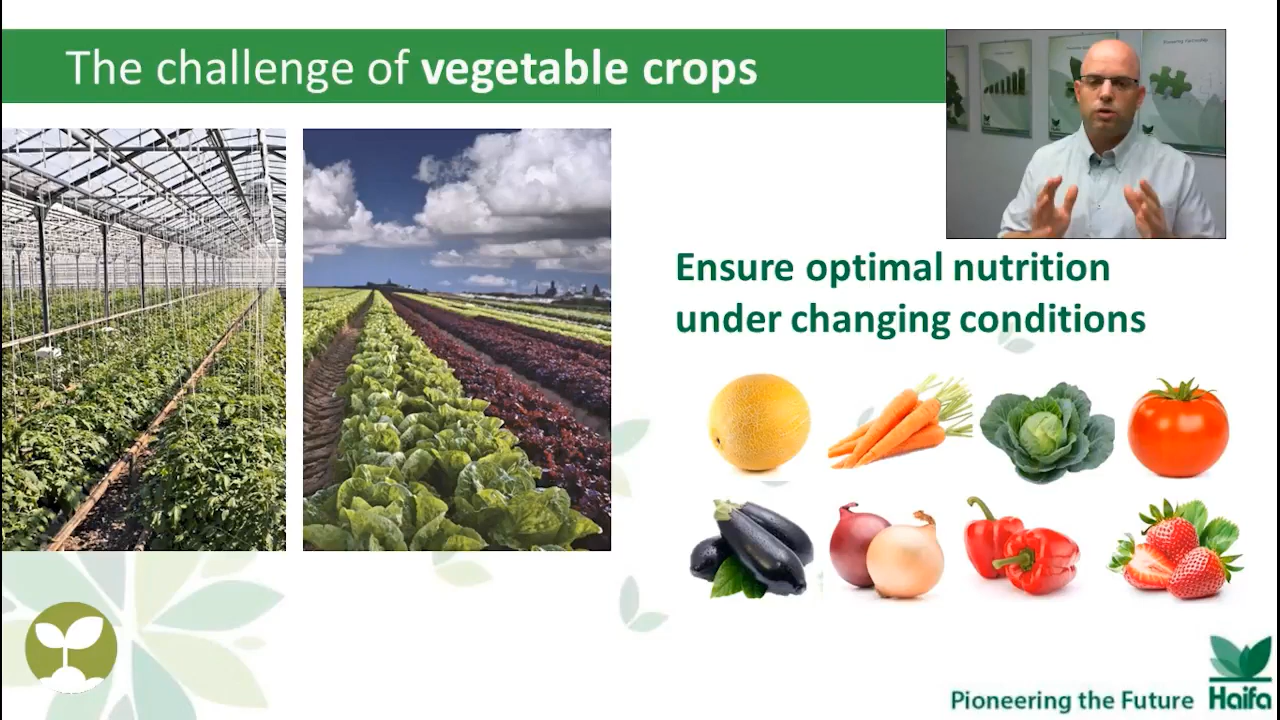 The challenge of vegetable crops
Ensure optimal nutrition
under changing conditions
Pioneering the Future
Haifa